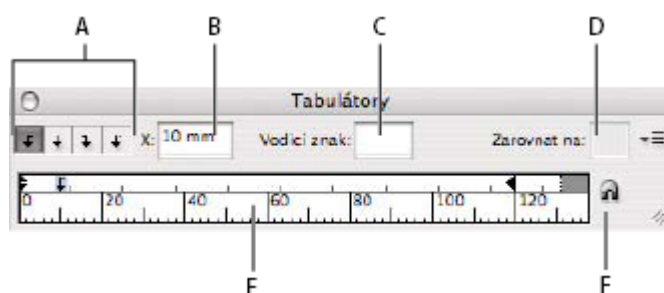 A B C D
Tabulátory
X: 10 mm Vodicí znak: Zarovnat na:
0 20 40 60 80 100 120
E F